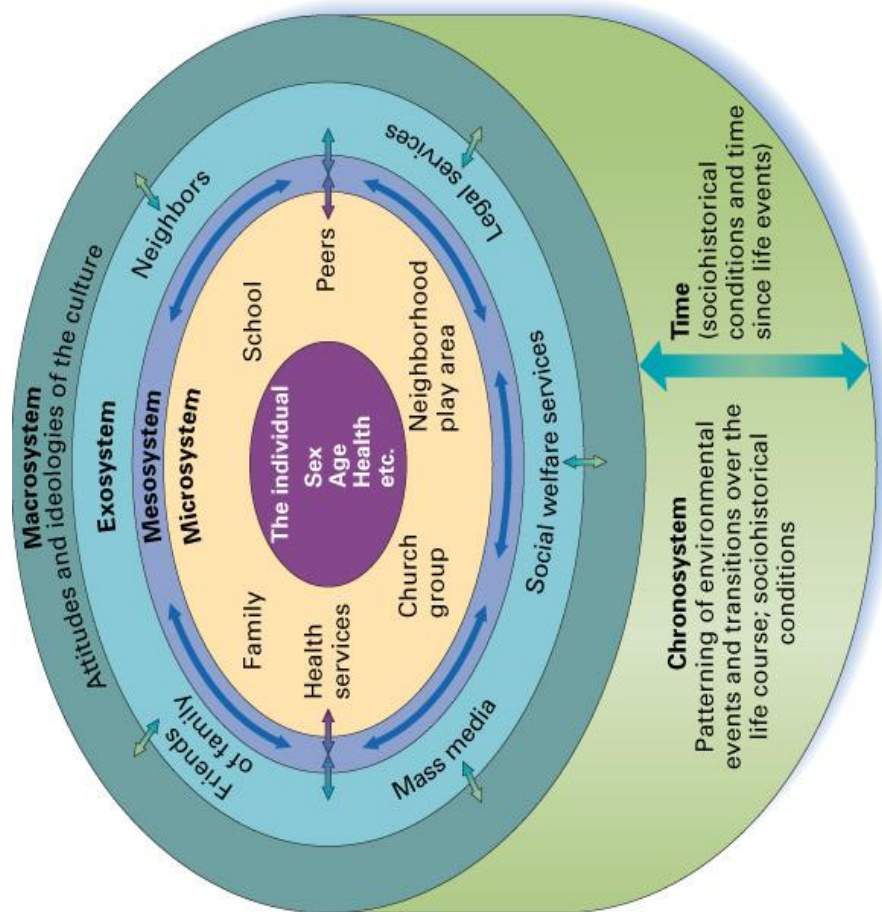 Macrosystem
Attitudes and ideologies of the culture
Exosystem
Mesosystem
Microsystem
Friends
of family
Neighbors
Family
School
Health
services
The individual
Sex
Age
Health
etc.
Peers
Church
group
Neighborhood
play area
Mass media
Social welfare services
Legal services
Chronosystem
Patterning of environmental
events and transitions over the
life course; sociohistorical
conditions
Time
(sociohistorical
conditions and time
since life events)